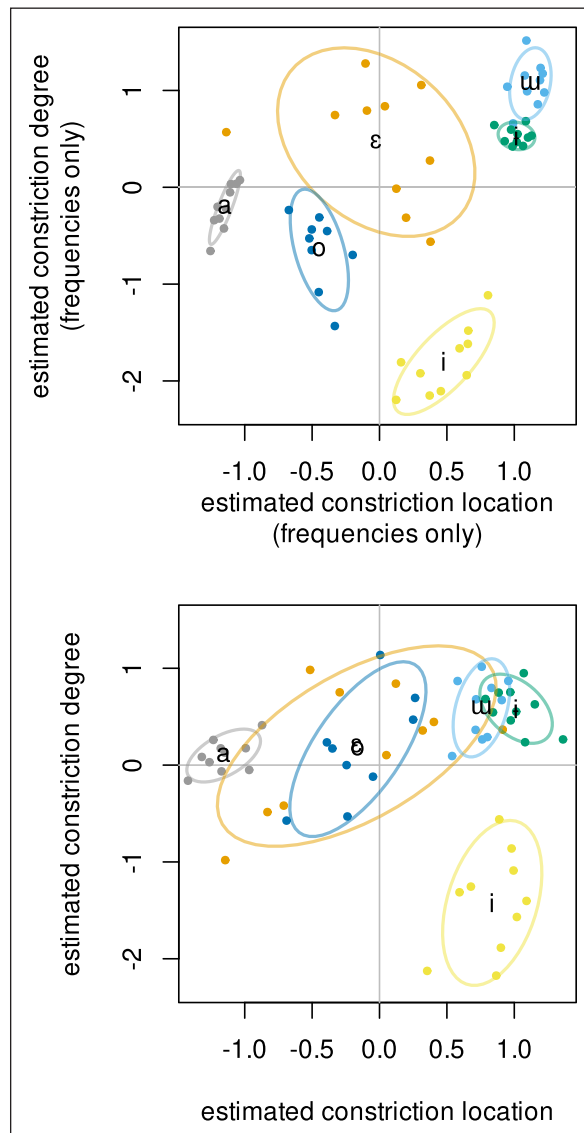 estimated constriction degree
(frequencies only)
1
0
-1
-2
ɯ
ɨ
ɛ
a
o
i
-1.0 -0.5 0.0 0.5 1.0
estimated constriction location
(frequencies only)
estimated constriction degree
1
0
-1
-2
ɯ
ɨ
a
ɛ
o
i
-1.0 -0.5 0.0 0.5 1.0
estimated constriction location